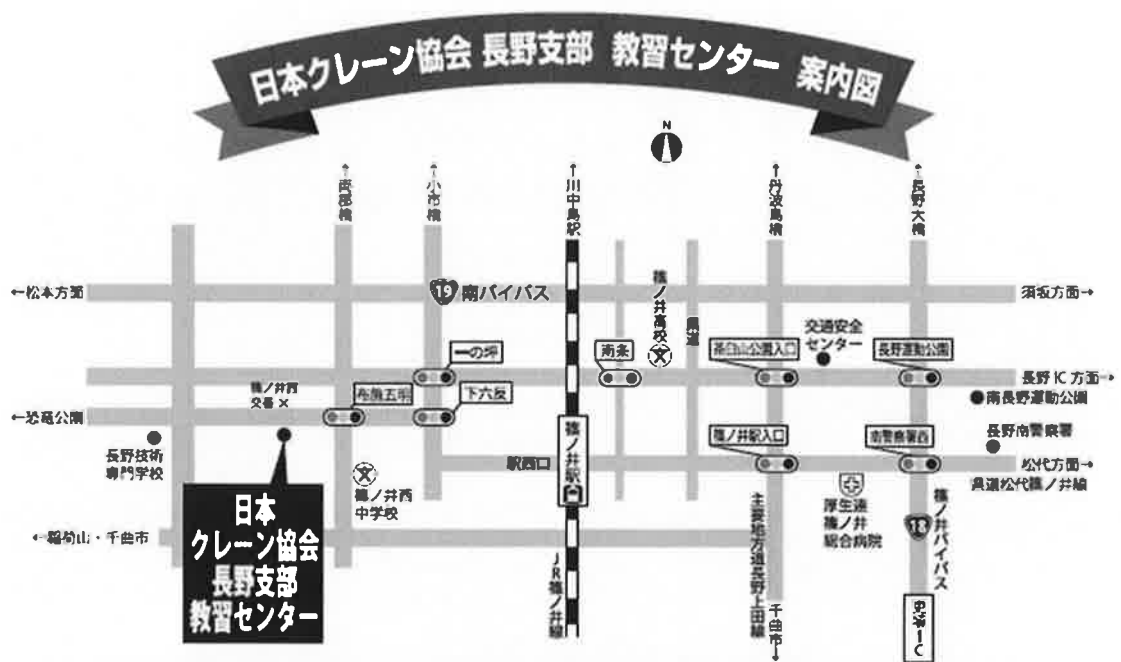 日本クレーン協会 長野支部 教習センター 案内図
N
↑両郡橋
↑小市橋
↑川中島駅
↑丹波島橋
↑長野大橋
←松本方面
19 南バイパス
篠ノ井高校
県道
須坂方面→
交通安全
センター
一の坪
南条
茶臼山公園入口
長野運動公園
長野IC方面→
篠ノ井西
交番 ×
布施五明
下六反
南長野運動公園
←恐竜公園
長野技術
専門学校
篠ノ井駅
篠ノ井駅入口
南警察署西
長野南警察署
駅西口
松代方面→
県道松代篠ノ井線
篠ノ井西
中学校
厚生連
篠ノ井
総合病院
日本
クレーン協会
長野支部
教習センター
←稲荷山・千曲市
JR篠ノ井線
主要地方道長野上田線
千曲市→
18
篠ノ井バイパス